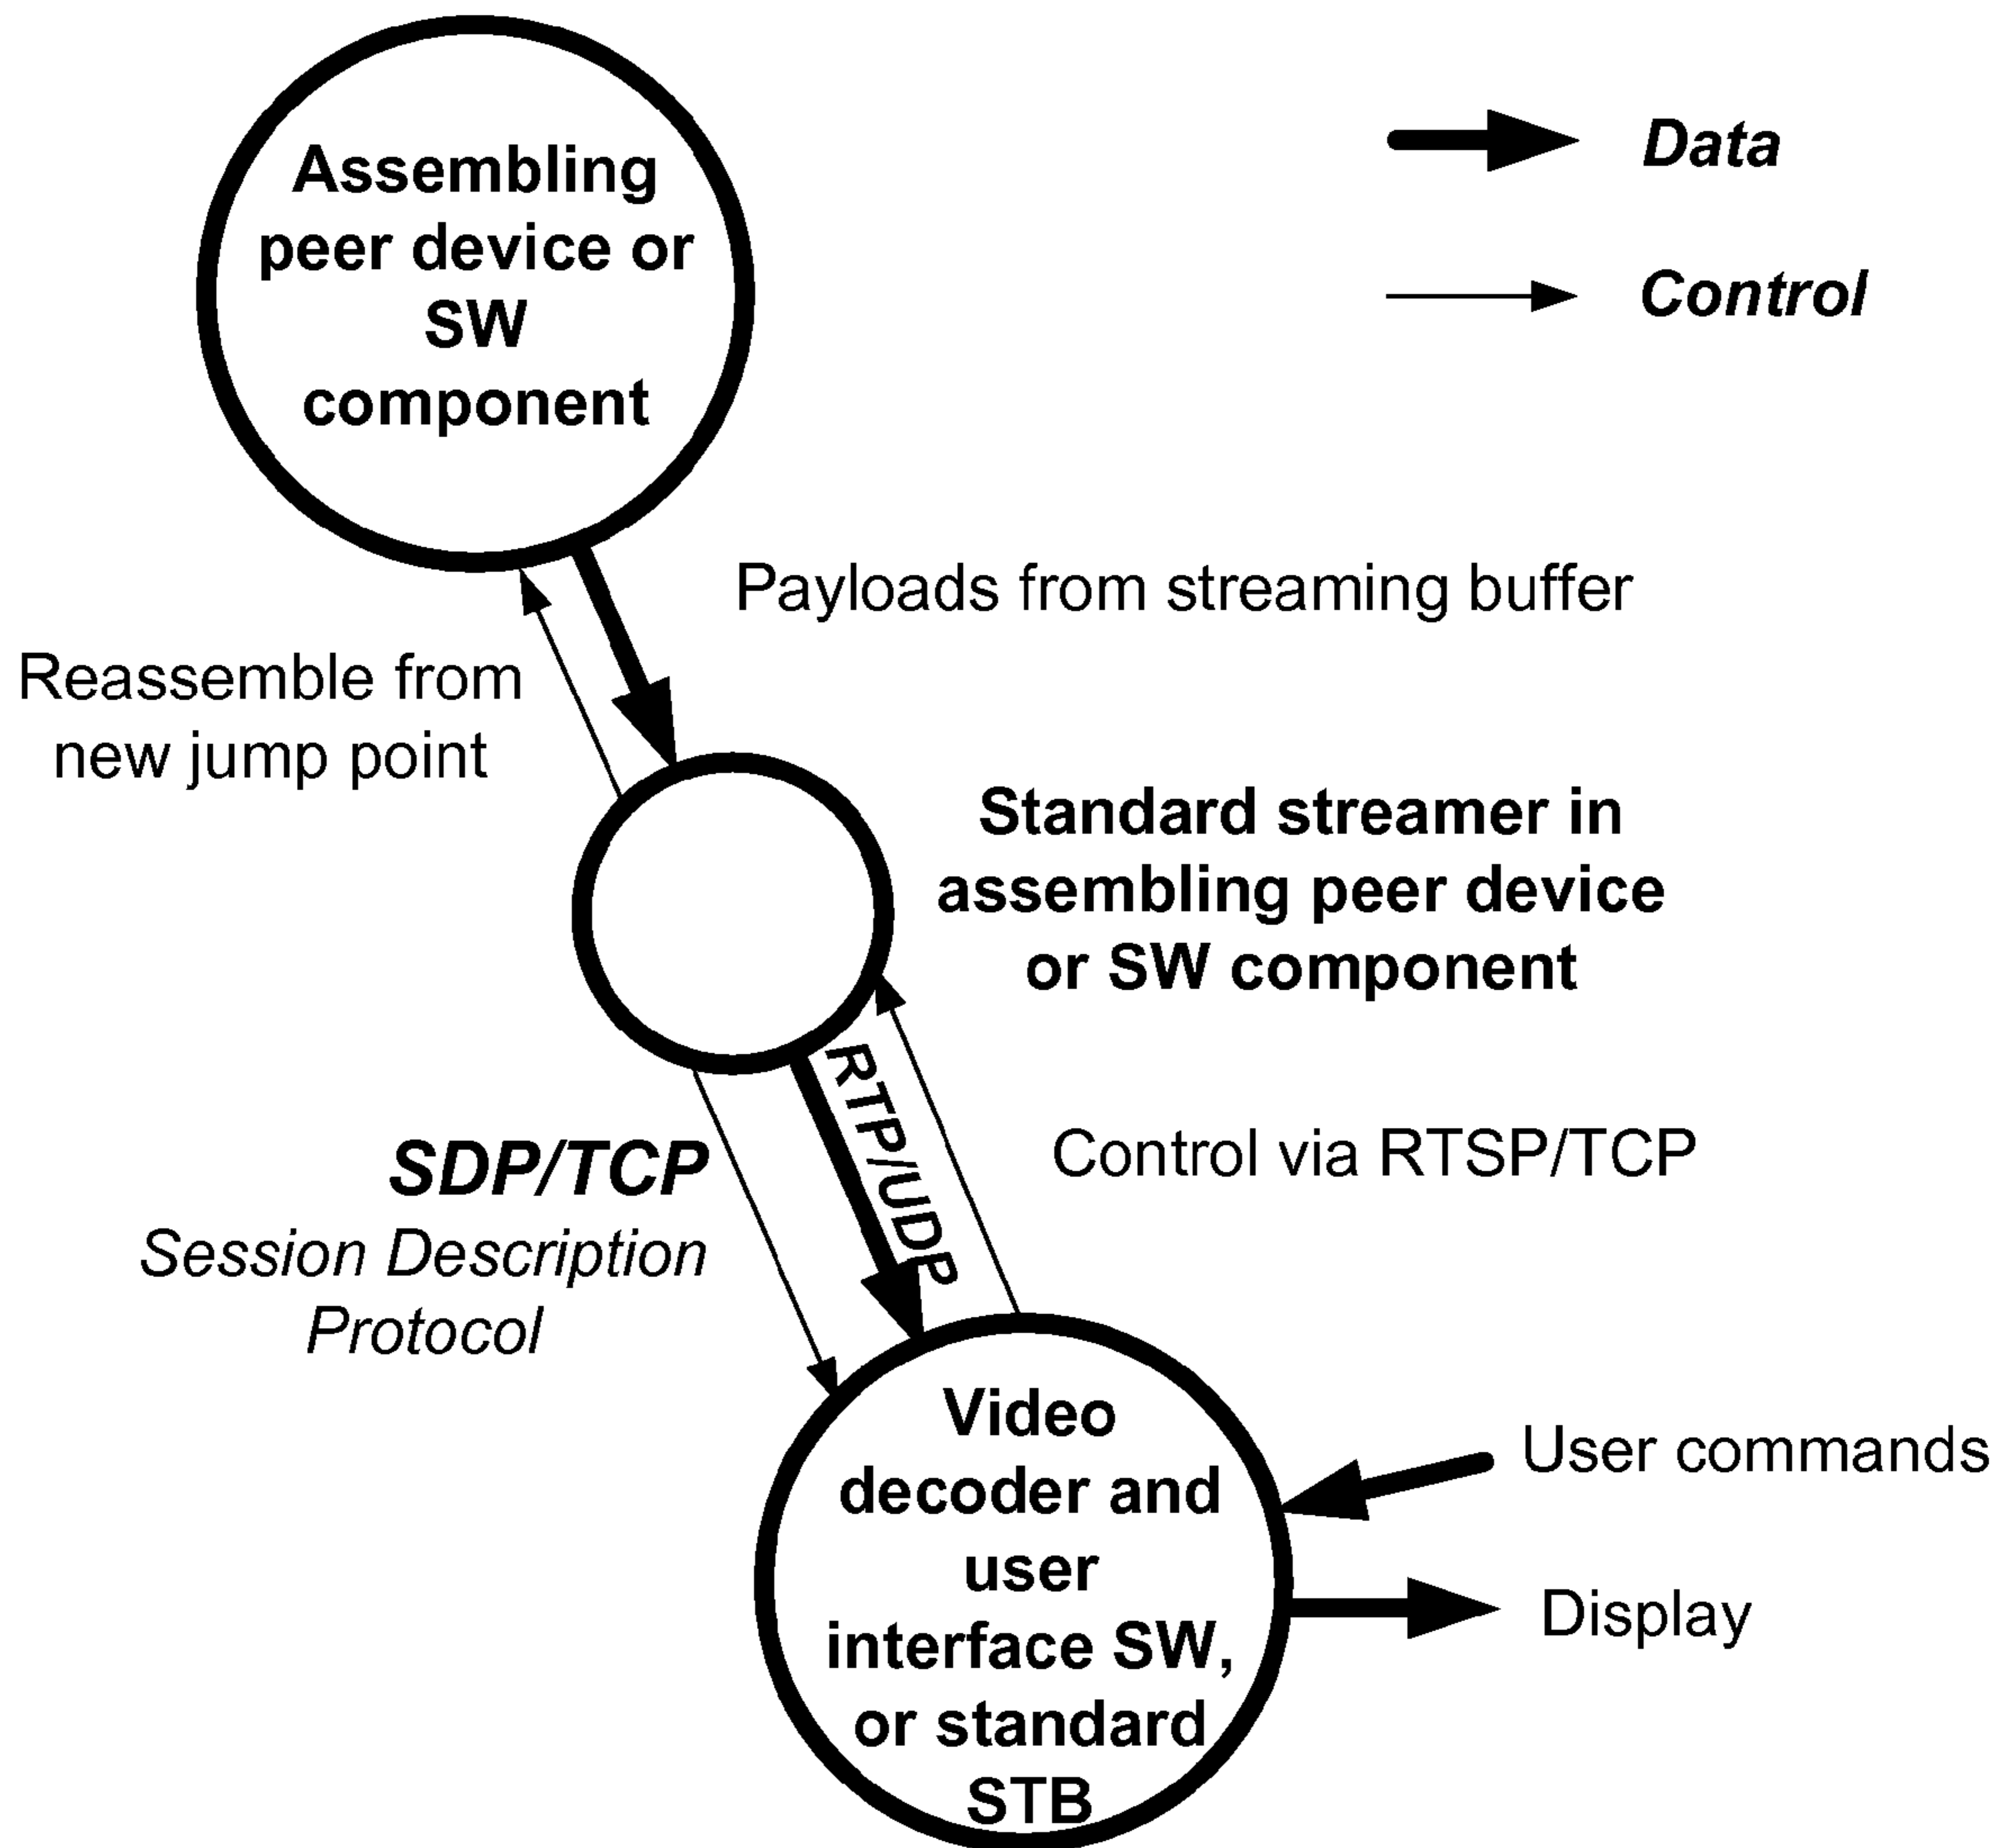 Assembling
peer device or
SW
component
Data
Control
Payloads from streaming buffer
Reassemble from
new jump point
Standard streamer in
assembling peer device
or SW component
RTP/UDP
SDP/TCP
Session Description
Protocol
Control via RTSP/TCP
Video
decoder and
user
interface SW,
or standard
STB
User commands
Display